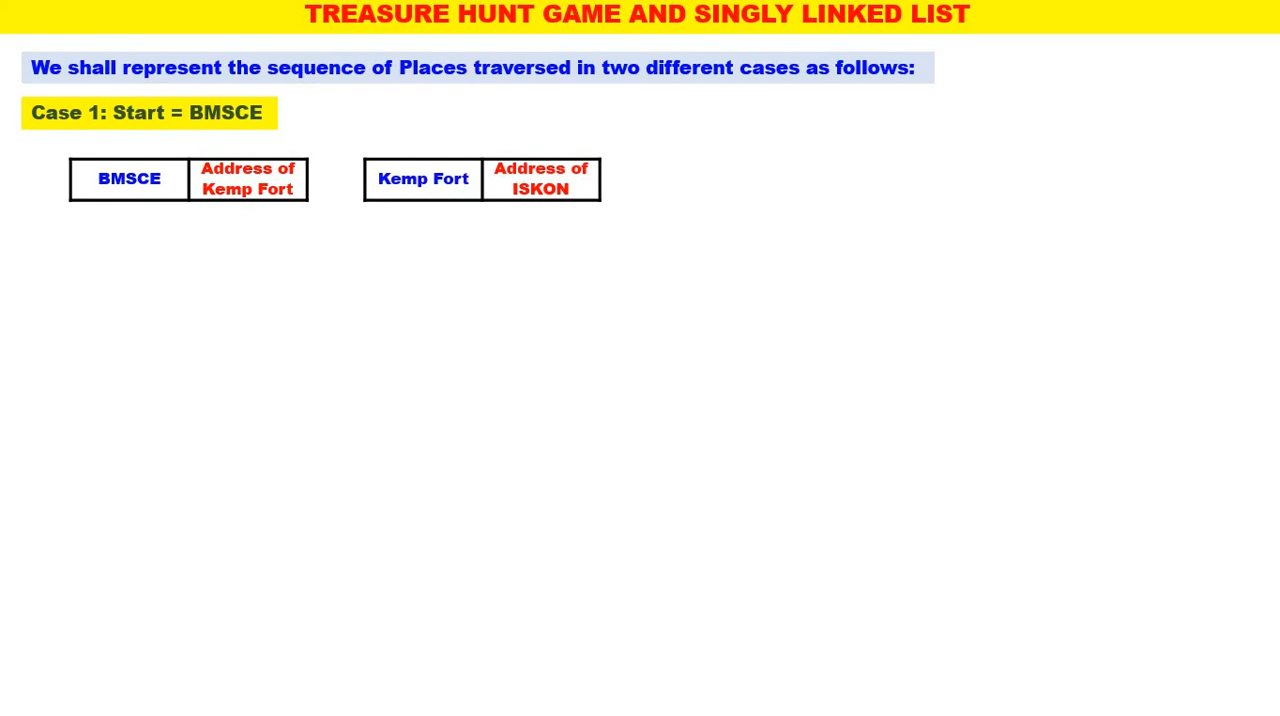 TREASURE HUNT GAME AND SINGLY LINKED LIST
We shall represent the sequence of Places traversed in two different cases as follows:
Case 1: Start = BMSCE
BMSCE
Address of
Kemp Fort
Kemp Fort
Address of
ISKON